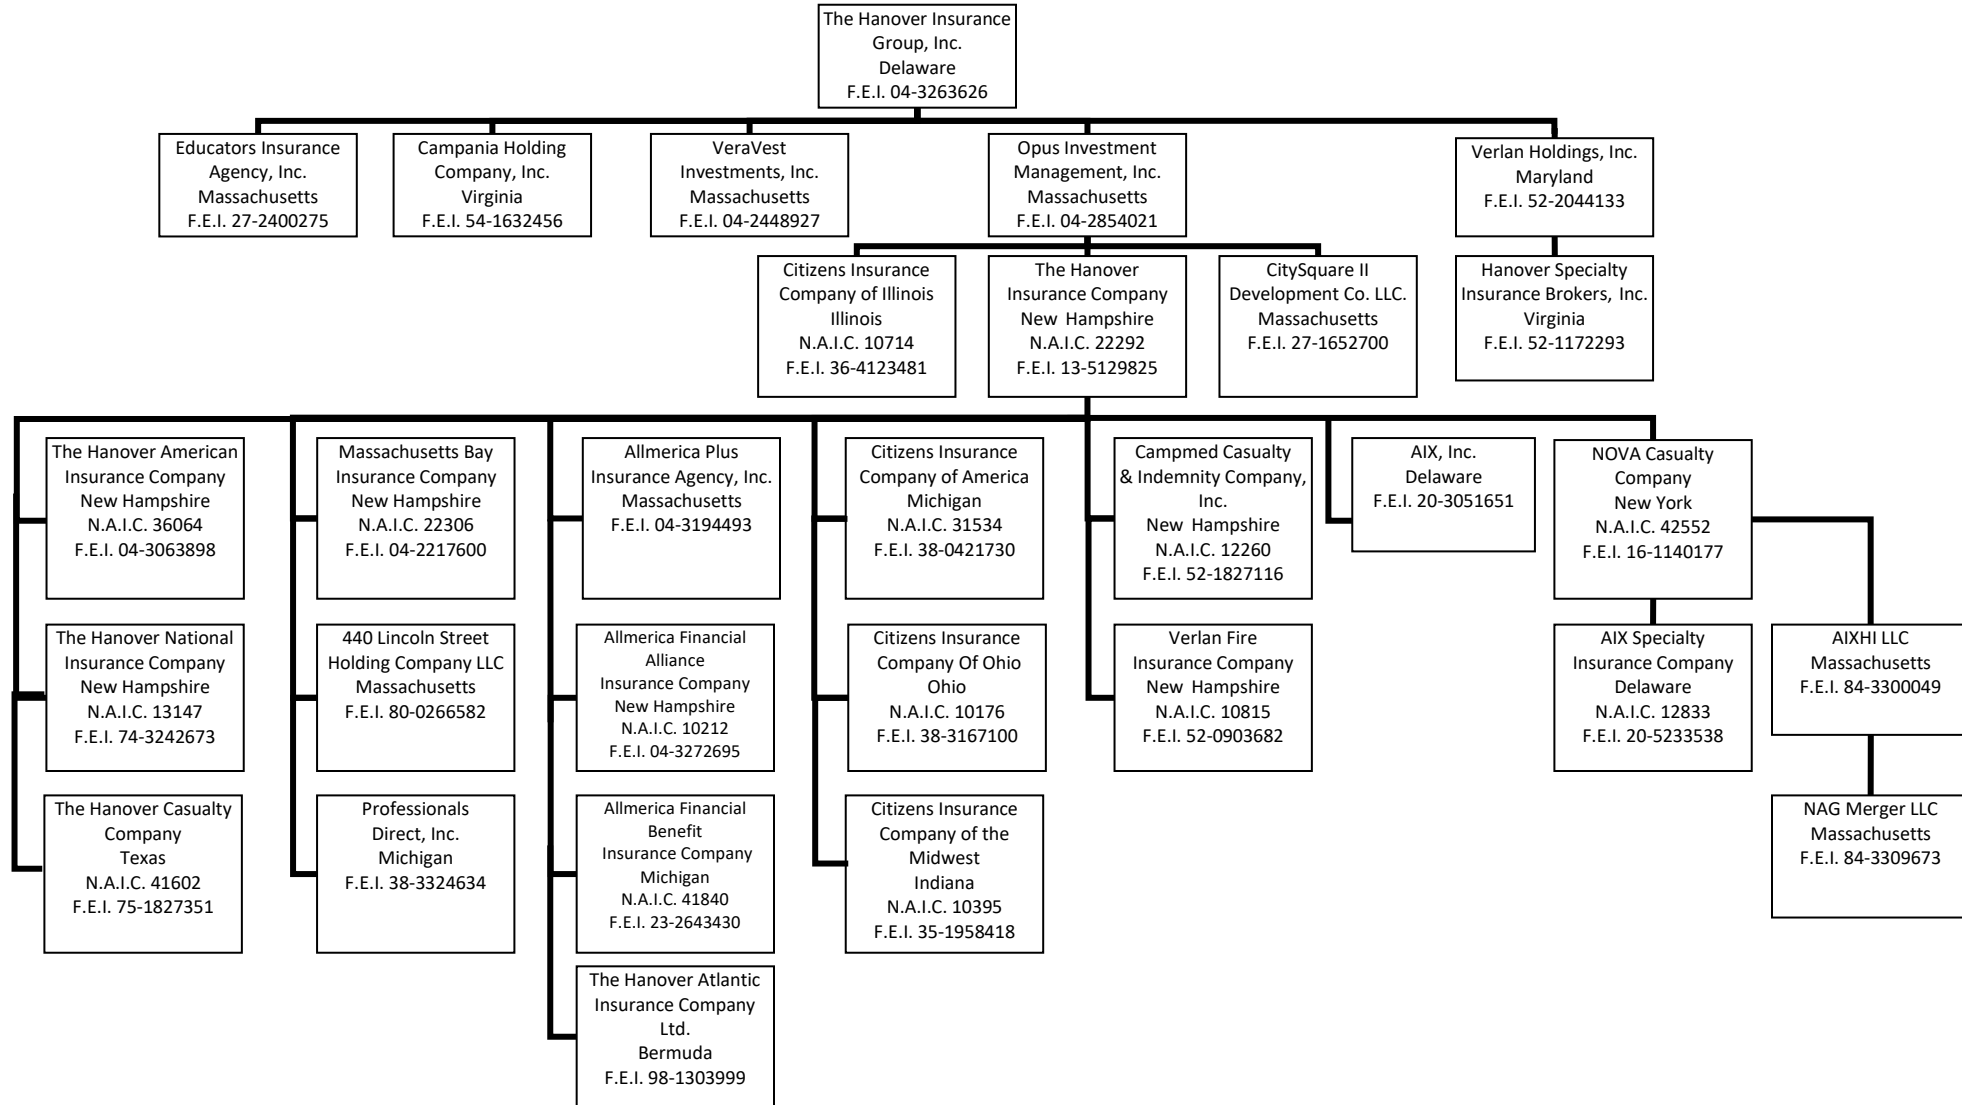 The Hanover Insurance
Group, Inc.
Delaware
F.E.I. 04-3263626
Educators Insurance
Agency, Inc.
Massachusetts
F.E.I. 27-2400275
Campania Holding
Company, Inc.
Virginia
F.E.I. 54-1632456
VeraVest
Investments, Inc.
Massachusetts
F.E.I. 04-2448927
Opus Investment
Management, Inc.
Massachusetts
F.E.I. 04-2854021
Verlan Holdings, Inc.
Maryland
F.E.I. 52-2044133
Citizens Insurance
Company of Illinois
Illinois
N.A.I.C. 10714
F.E.I. 36-4123481
The Hanover
Insurance Company
New Hampshire
N.A.I.C. 22292
F.E.I. 13-5129825
CitySquare II
Development Co. LLC.
Massachusetts
F.E.I. 27-1652700
Hanover Specialty
Insurance Brokers, Inc.
Virginia
F.E.I. 52-1172293
The Hanover American
Insurance Company
New Hampshire
N.A.I.C. 36064
F.E.I. 04-3063898
Massachusetts Bay
Insurance Company
New Hampshire
N.A.I.C. 22306
F.E.I. 04-2217600
Allmerica Plus
Insurance Agency, Inc.
Massachusetts
F.E.I. 04-3194493
Citizens Insurance
Company of America
Michigan
N.A.I.C. 31534
F.E.I. 38-0421730
Campmed Casualty
& Indemnity Company,
Inc.
New Hampshire
N.A.I.C. 12260
F.E.I. 52-1827116
AIX, Inc.
Delaware
F.E.I. 20-3051651
NOVA Casualty
Company
New York
N.A.I.C. 42552
F.E.I. 16-1140177
The Hanover National
Insurance Company
New Hampshire
N.A.I.C. 13147
F.E.I. 74-3242673
440 Lincoln Street
Holding Company LLC
Massachusetts
F.E.I. 80-0266582
Allmerica Financial
Alliance
Insurance Company
New Hampshire
N.A.I.C. 10212
F.E.I. 04-3272695
Citizens Insurance
Company Of Ohio
Ohio
N.A.I.C. 10176
F.E.I. 38-3167100
Verlan Fire
Insurance Company
New Hampshire
N.A.I.C. 10815
F.E.I. 52-0903682
AIX Specialty
Insurance Company
Delaware
N.A.I.C. 12833
F.E.I. 20-5233538
AIXHI LLC
Massachusetts
F.E.I. 84-3300049
The Hanover Casualty
Company
Texas
N.A.I.C. 41602
F.E.I. 75-1827351
Professionals
Direct, Inc.
Michigan
F.E.I. 38-3324634
Allmerica Financial
Benefit
Insurance Company
Michigan
N.A.I.C. 41840
F.E.I. 23-2643430
Citizens Insurance
Company of the
Midwest
Indiana
N.A.I.C. 10395
F.E.I. 35-1958418
NAG Merger LLC
Massachusetts
F.E.I. 84-3309673
The Hanover Atlantic
Insurance Company
Ltd.
Bermuda
F.E.I. 98-1303999